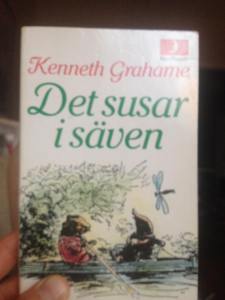 Kenneth Grahame
Det susar
i säven